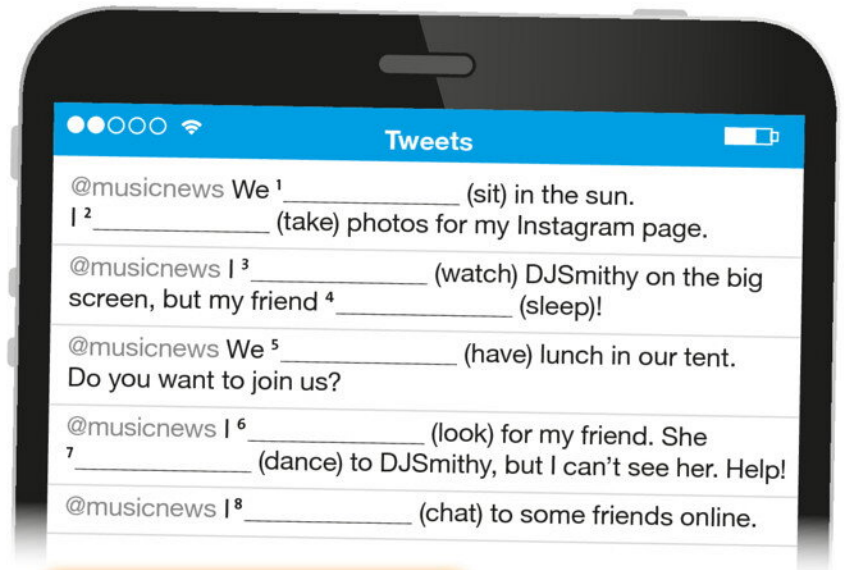 Tweets
@musicnews We ¹______________ (sit) in the sun.
I ²______________ (take) photos for my Instagram page.
@musicnews I ³______________ (watch) DJSmithy on the big
screen, but my friend ⁴______________ (sleep)!
@musicnews We ⁵______________ (have) lunch in our tent.
Do you want to join us?
@musicnews I ⁶______________ (look) for my friend. She
⁷______________ (dance) to DJSmithy, but I can't see her. Help!
@musicnews I ⁸______________ (chat) to some friends online.